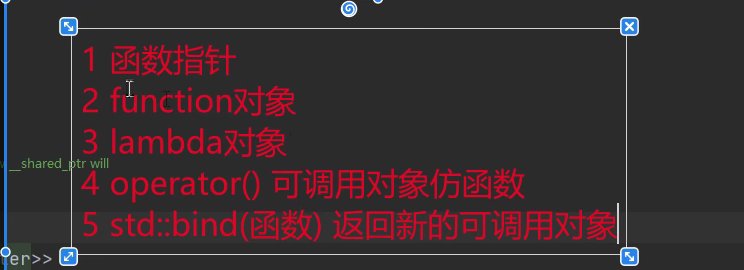 1 函数指针
2 function对象
3 lambda对象
__shared_ptr will
4 operator() 可调用对象仿函数
5 std::bind(函数) 返回新的可调用对象
er>>